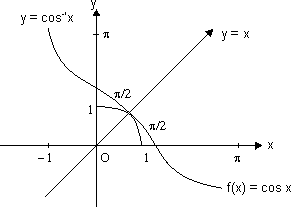 y = cos⁻¹x
y
π
y = x
π/2
1
π/2
x
−1
O
1
π
f(x) = cos x